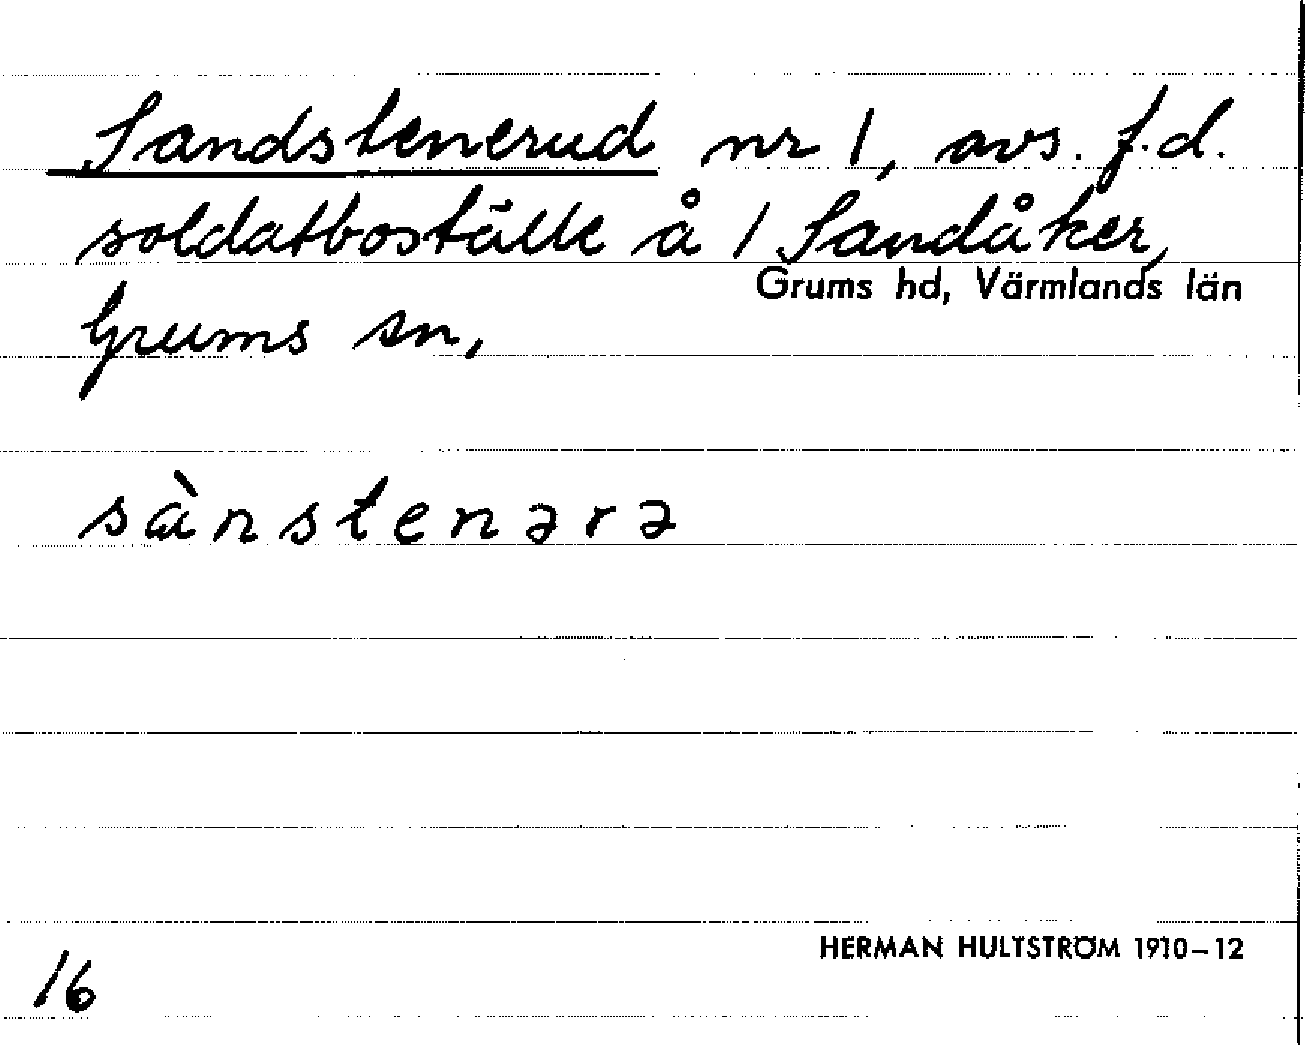 Sandstenerud nr 1, avs. f.d.
soldatboställe å 1 Sandåker,
Grums hd, Värmlands län
Grums sn,
sànstenərə
HERMAN HULTSTRÖM 1910–12
16